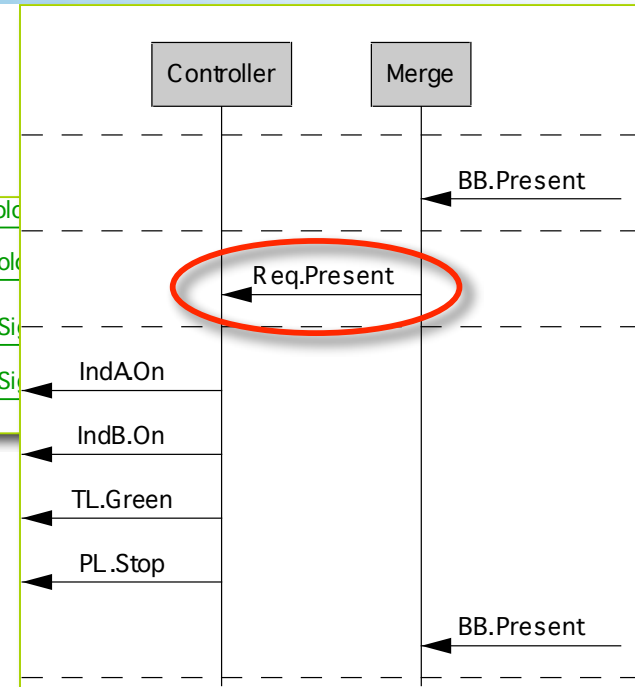 Controller
Merge
BB.Present
Req.Present
IndA.On
IndB.On
TL.Green
PL.Stop
BB.Present